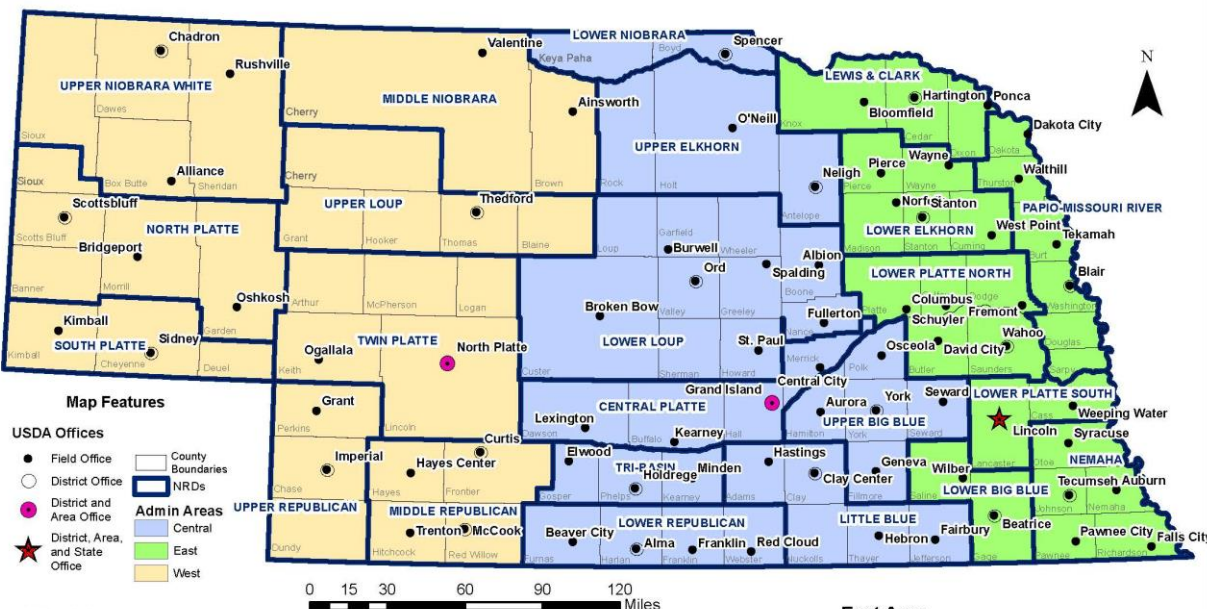 LOWER NIOBRARA
Chadron
Valentine
Spencer
Boyd
Keya Paha
N
Rushville
LEWIS & CLARK
UPPER NIOBRARA WHITE
MIDDLE NIOBRARA
Hartington
Ponca
Ainsworth
Bloomfield
Dawes
Cherry
O'Neill
Knox
Cedar
Dixon
Dakota City
Sioux
UPPER ELKHORN
Dakota
Wayne
Pierce
Alliance
Cherry
Walthill
Sioux
Box Butte
Sheridan
Brown
Rock
Holt
Neligh
Pierce
Wayne
Thurston
Scottsbluff
UPPER LOUP
Thedford
Antelope
Stanton
PAPIO-MISSOURI RIVER
NORTH PLATTE
LOWER ELKHORN
Scotts Bluff
Grant
Hooker
Thomas
Blaine
Loup
Garfield
Wheeler
Madison
Stanton
Cuming
West Point
Tekamah
Bridgeport
Burwell
Albion
Burt
Spalding
LOWER PLATTE NORTH
Banner
Morrill
Ord
Boone
Blair
Oshkosh
Arthur
McPherson
Logan
Broken Bow
Valley
Greeley
Nance
Platte
Columbus
Dodge
Washington
Kimball
Garden
Fullerton
Schuyler
Fremont
SOUTH PLATTE
Sidney
TWIN PLATTE
North Platte
LOWER LOUP
St. Paul
Osceola
Wahoo
Ogallala
Merrick
David City
Douglas
Kimball
Cheyenne
Deuel
Keith
Custer
Sherman
Howard
Polk
Butler
Saunders
Sarpy
Central City
Map Features
Grand Island
Seward
LOWER PLATTE SOUTH
Grant
CENTRAL PLATTE
Aurora
York
Cass
Weeping Water
USDA Offices
Perkins
Lincoln
Lexington
UPPER BIG BLUE
Lincoln
Field Office
County
Boundaries
Curtis
Dawson
Buffalo
Kearney
Hall
Hamilton
York
Seward
Syracuse
District Office
NRDs
Imperial
Hayes Center
Elwood
TRI-BASIN
Minden
Hastings
Geneva
Wilber
Lancaster
Otoe
NEMAHA
District and
Area Office
Admin Areas
Chase
Hayes
Frontier
Holdrege
Clay Center
Tecumseh
Auburn
Central
Gosper
Phelps
Kearney
Adams
Clay
Fillmore
Saline
LOWER BIG BLUE
Johnson
Nemaha
District, Area,
and State
Office
East
UPPER REPUBLICAN
MIDDLE REPUBLICAN
LOWER REPUBLICAN
LITTLE BLUE
Beatrice
West
Trenton
McCook
Beaver City
Alma
Franklin
Red Cloud
Hebron
Fairbury
Pawnee City
Falls City
Dundy
Hitchcock
Red Willow
Furnas
Harlan
Franklin
Webster
Nuckolls
Thayer
Jefferson
Gage
Pawnee
Richardson
0 15 30 60 90 120
Miles